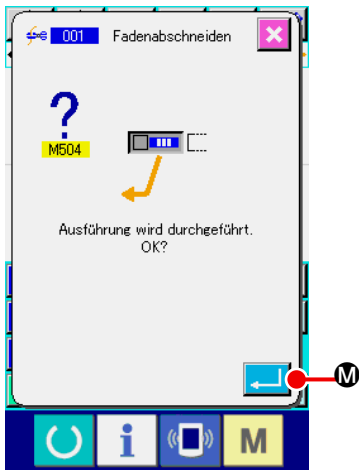 001 Fadenabschneiden
?
M504
Ausführung wird durchgeführt.
OK?
M
i M